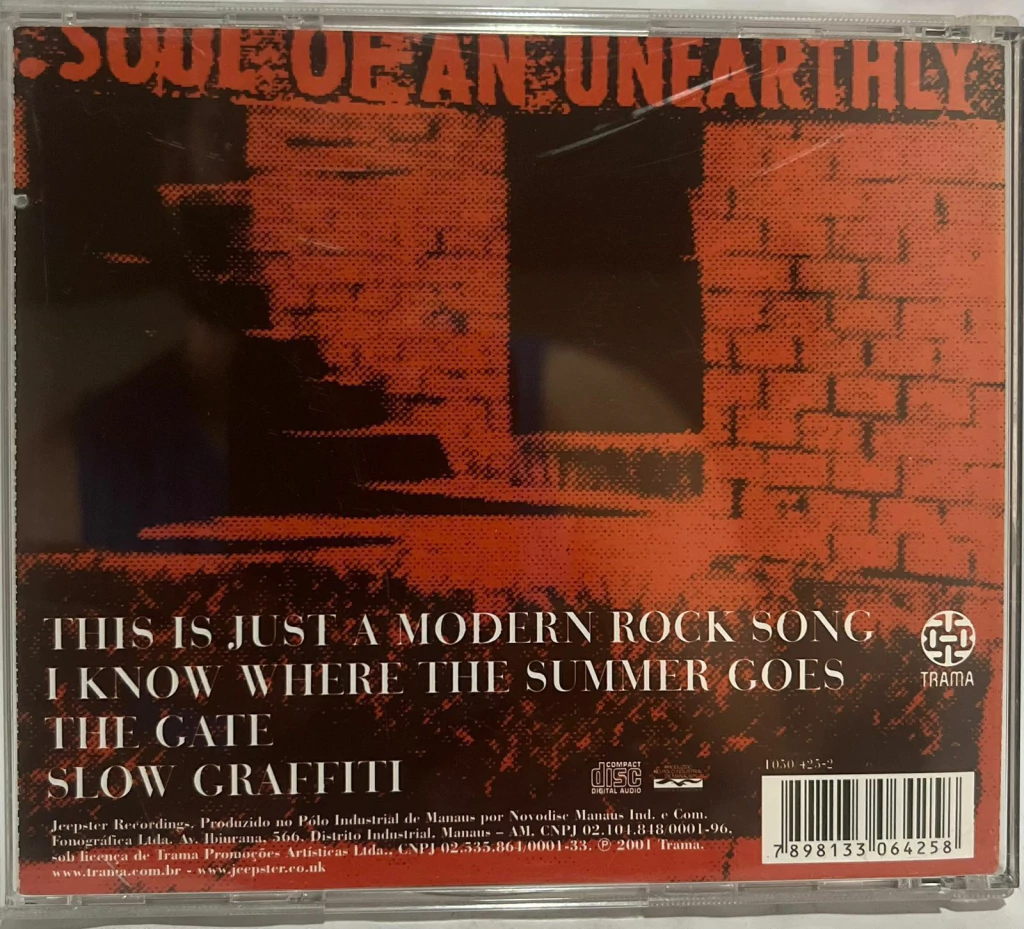 . SOUL OF AN UNEARTHLY
THIS IS JUST A MODERN ROCK SONG
I KNOW WHERE THE SUMMER GOES
THE GATE
SLOW GRAFFITI
TRAMA
COMPACT
disc
DIGITAL AUDIO
T050/425-2
Jeepster Recordings. Produzido no Pólo Industrial de Manaus por Novodisc Manaus Ind. e Com.
Fonográfica Ltda. Av. Ibirurana, 566, Distrito Industrial, Manaus – AM. CNPJ 02.104.848/0001-96,
sob licença de Trama Promoções Artísticas Ltda., CNPJ 02.535.864/0001-33. ℗ 2001 Trama.
www.trama.com.br - www.jeepster.co.uk
7 898133 064258